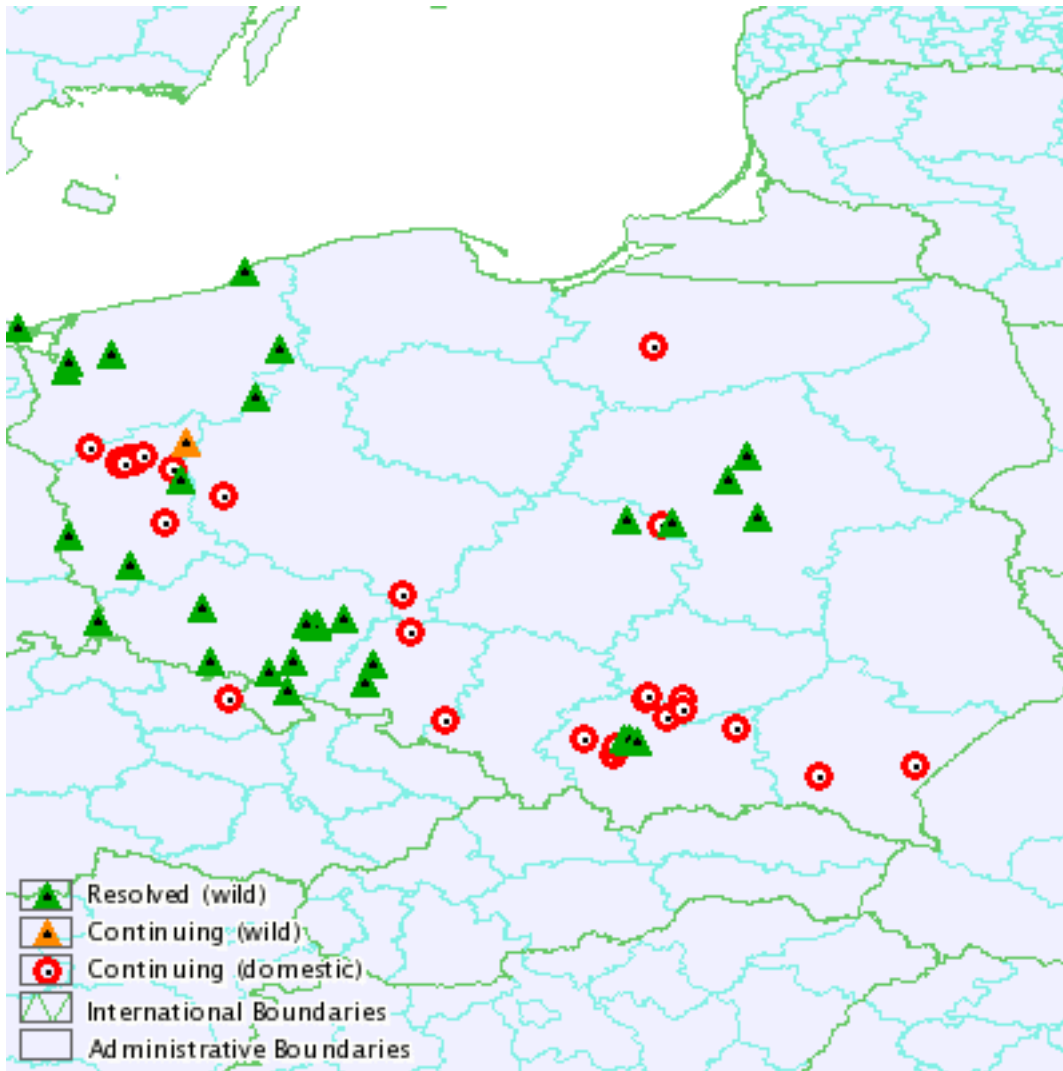 Resolved (wild)
Continuing (wild)
Continuing (domestic)
International Boundaries
Administrative Boundaries